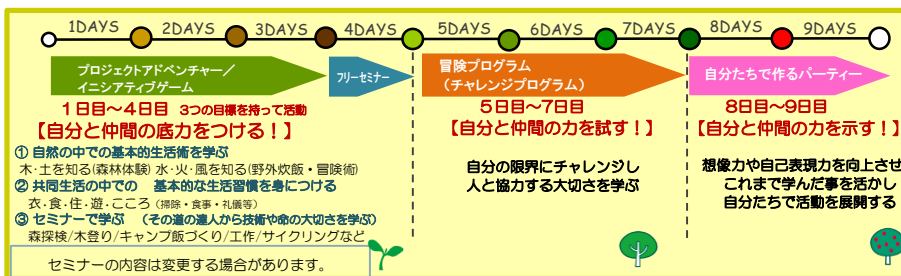 1DAYS 2DAYS 3DAYS 4DAYS 5DAYS 6DAYS 7DAYS 8DAYS 9DAYS
プロジェクトアドベンチャー/
イニシアティブゲーム
フリーセミナー
冒険プログラム
(チャレンジプログラム)
自分たちで作るパーティー
1日目~4日目 3つの目標を持って活動
【自分と仲間の底力をつける!】
① 自然の中での基本的生活術を学ぶ
木・土を知る(森林体験) 水・火・風を知る(野外炊飯・冒険術)
② 共同生活の中での 基本的な生活習慣を身につける
衣・食・住・遊・こころ (掃除・食事・礼儀等)
③ セミナーで学ぶ (その道の達人から技術や命の大切さを学ぶ)
森探検/木登り/キャンプ飯づくり/工作/サイクリングなど
セミナーの内容は変更する場合があります。
5日目~7日目
【自分と仲間の力を試す!】
自分の限界にチャレンジし
人と協力する大切さを学ぶ
8日目~9日目
【自分と仲間の力を示す!】
想像力や自己表現力を向上させ
これまで学んだ事を活かし
自分たちで活動を展開する